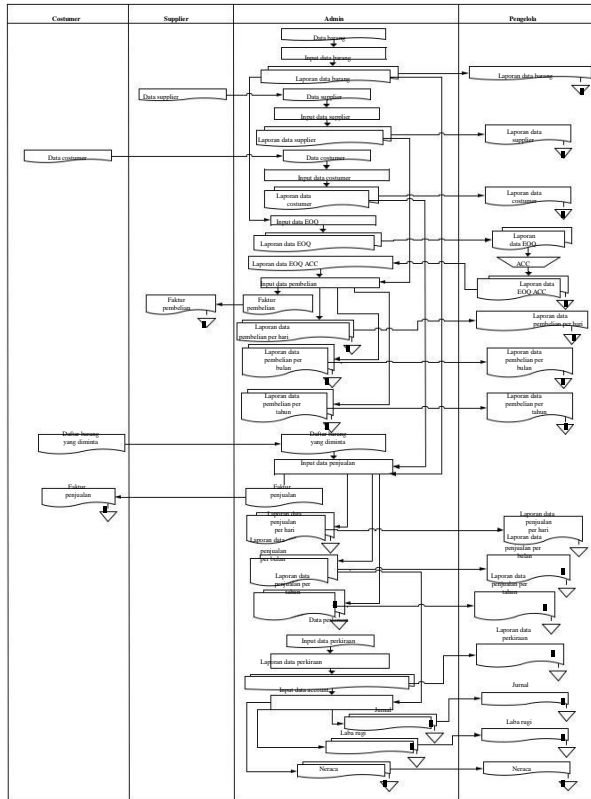 Costumer
Supplier
Admin
Pengelola
Data barang
Input data barang
Laporan data barang
Laporan data barang
Data supplier
Data supplier
Input data supplier
Laporan data supplier
Laporan data
supplier
Data costumer
Data costumer
Input data costumer
Laporan data
costumer
Laporan data
costumer
Input data EOQ
Laporan data EOQ
Laporan
data EOQ
ACC
Laporan data EOQ ACC
Laporan data
EOQ ACC
Input data pembelian
Faktur
pembelian
Faktur
pembelian
Laporan data
pembelian per hari
Laporan data
pembelian per hari
Laporan data
pembelian per
bulan
Laporan data
pembelian per
bulan
Laporan data
pembelian per
tahun
Laporan data
pembelian per
tahun
Daftar barang
yang diminta
Daftar barang
yang diminta
Input data penjualan
Faktur
penjualan
Faktur
penjualan
Laporan data
penjualan
per hari
Laporan data
penjualan
per hari
Laporan data
penjualan
per bulan
Laporan data
penjualan per
bulan
Laporan data
penjualan per
tahun
Laporan data
penjualan per
tahun
Data perkiraan
Input data perkiraan
Laporan data perkiraan
Laporan data
perkiraan
Input data account
Jurnal
Jurnal
Laba rugi
Laba rugi
Neraca
Neraca